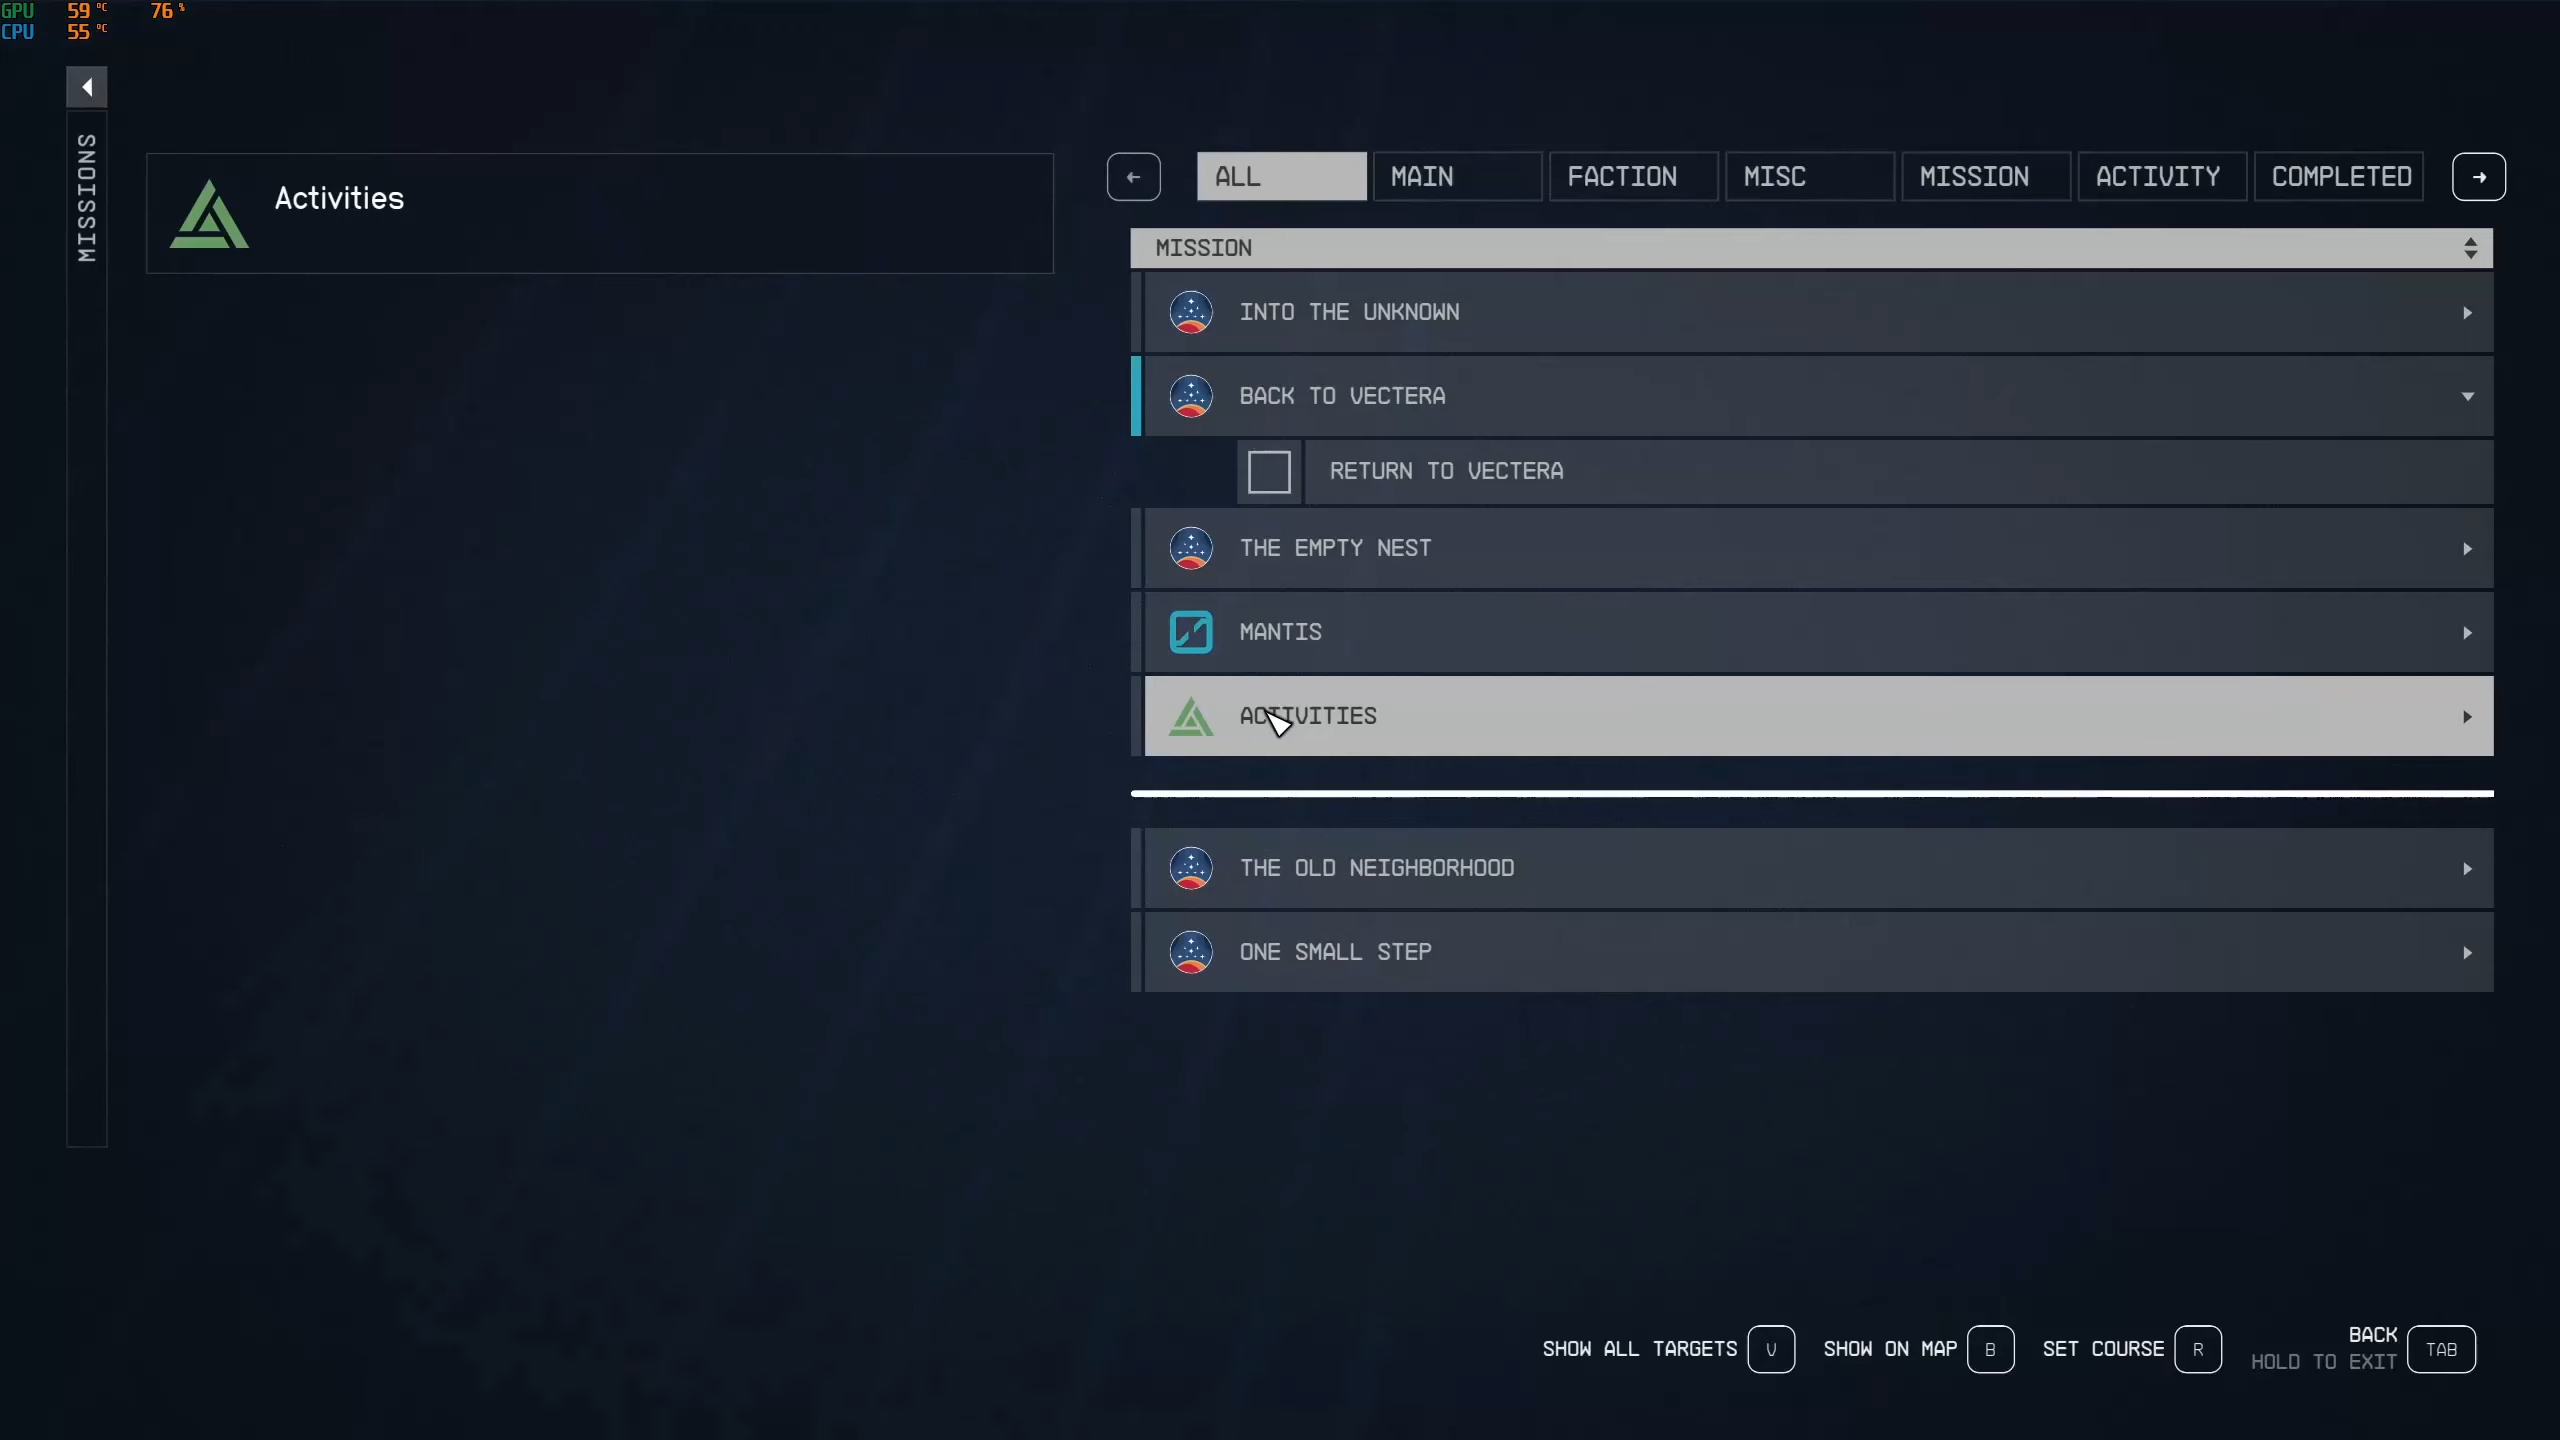 GPU 59 °C 76 %
CPU 55 °C
MISSIONS
Activities
ALL MAIN FACTION MISC MISSION ACTIVITY COMPLETED
MISSION
INTO THE UNKNOWN
BACK TO VECTERA
RETURN TO VECTERA
THE EMPTY NEST
MANTIS
ACTIVITIES
THE OLD NEIGHBORHOOD
ONE SMALL STEP
SHOW ALL TARGETS V SHOW ON MAP B SET COURSE R BACK TAB
HOLD TO EXIT